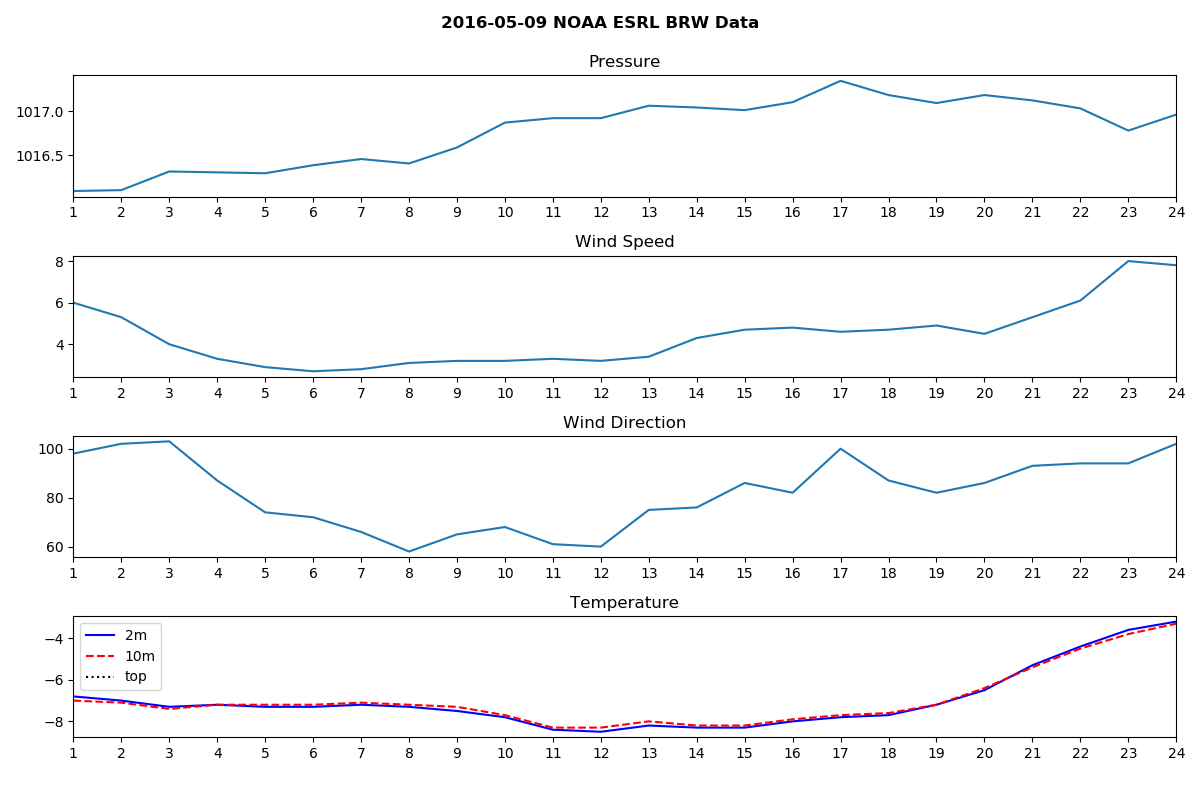 2016-05-09 NOAA ESRL BRW Data
Pressure
1017.0
1016.5
1 2 3 4 5 6 7 8 9 10 11 12 13 14 15 16 17 18 19 20 21 22 23 24
Wind Speed
8
6
4
1 2 3 4 5 6 7 8 9 10 11 12 13 14 15 16 17 18 19 20 21 22 23 24
Wind Direction
100
80
60
1 2 3 4 5 6 7 8 9 10 11 12 13 14 15 16 17 18 19 20 21 22 23 24
Temperature
2m
−4
10m
top
−6
−8
1 2 3 4 5 6 7 8 9 10 11 12 13 14 15 16 17 18 19 20 21 22 23 24